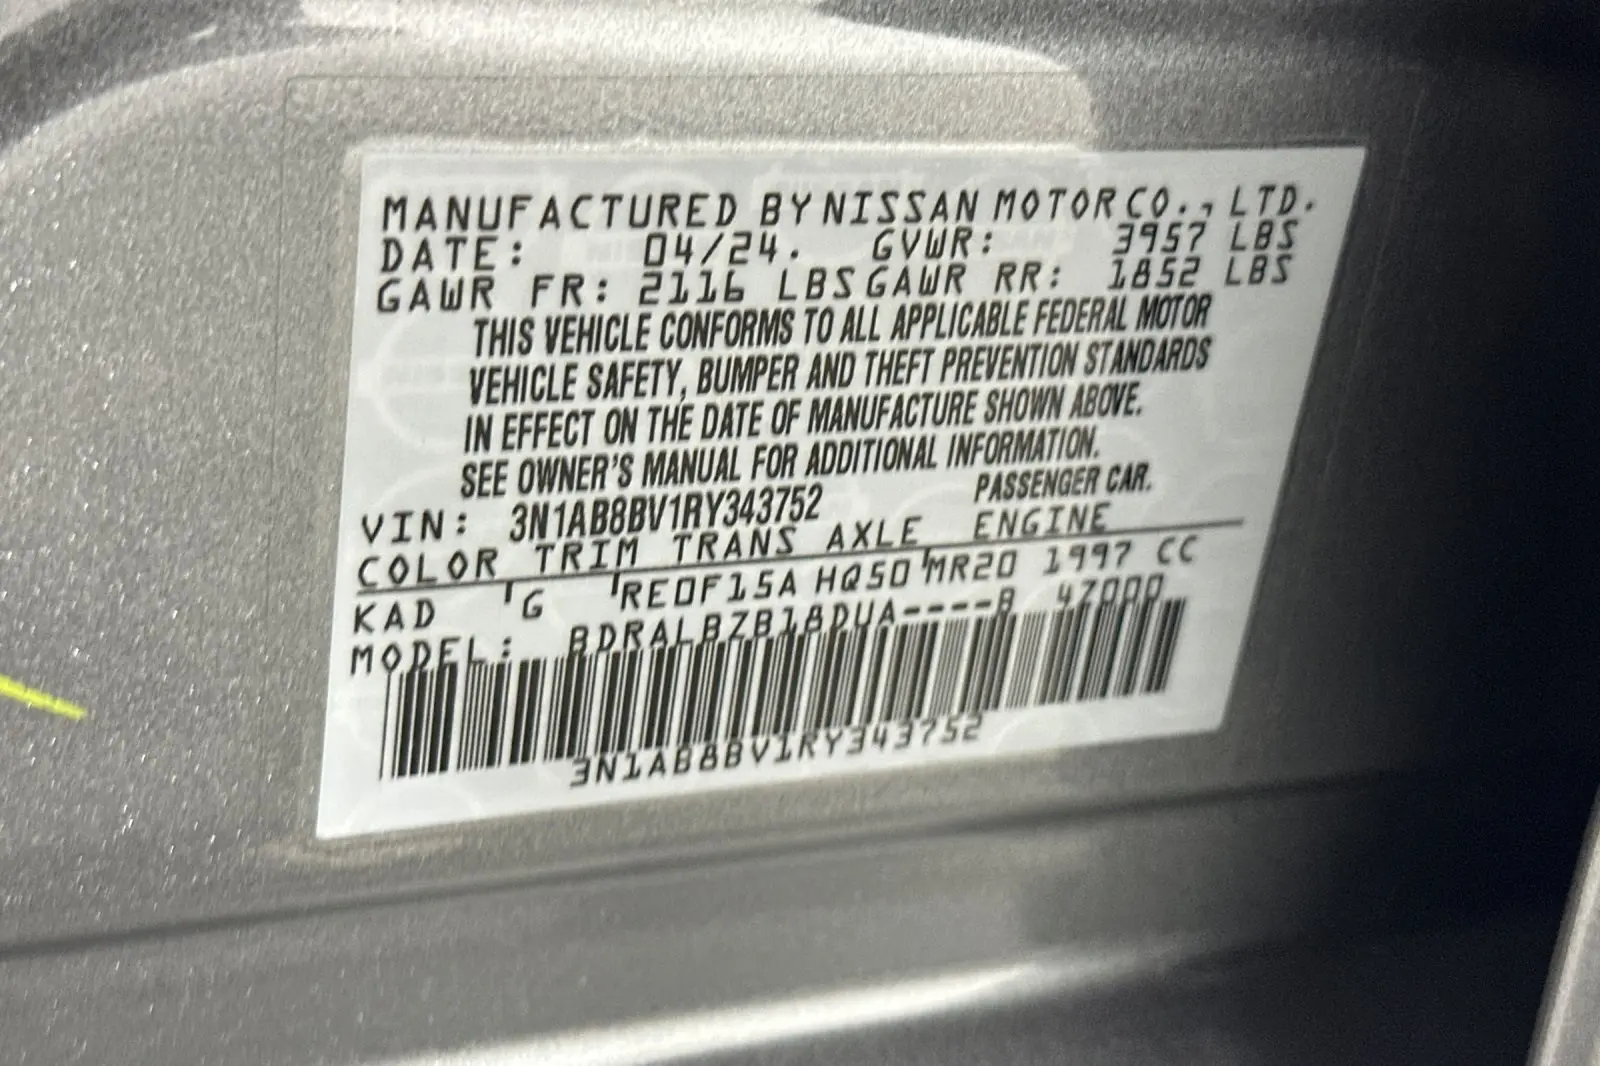 MANUFACTURED BY NISSAN MOTOR CO., LTD.
DATE: 04/24. GVWR: 3957 LBS
GAWR FR: 2116 LBS GAWR RR: 1852 LBS
THIS VEHICLE CONFORMS TO ALL APPLICABLE FEDERAL MOTOR
VEHICLE SAFETY, BUMPER AND THEFT PREVENTION STANDARDS
IN EFFECT ON THE DATE OF MANUFACTURE SHOWN ABOVE.
SEE OWNER'S MANUAL FOR ADDITIONAL INFORMATION.
VIN: 3N1AB8BV1RY343752 PASSENGER CAR.
COLOR TRIM TRANS AXLE ENGINE
KAD G RE0F15A HQ50 MR20 1997 CC
MODEL: BDRALBZB18DUA----B 47000
3N1AB8BV1RY343752